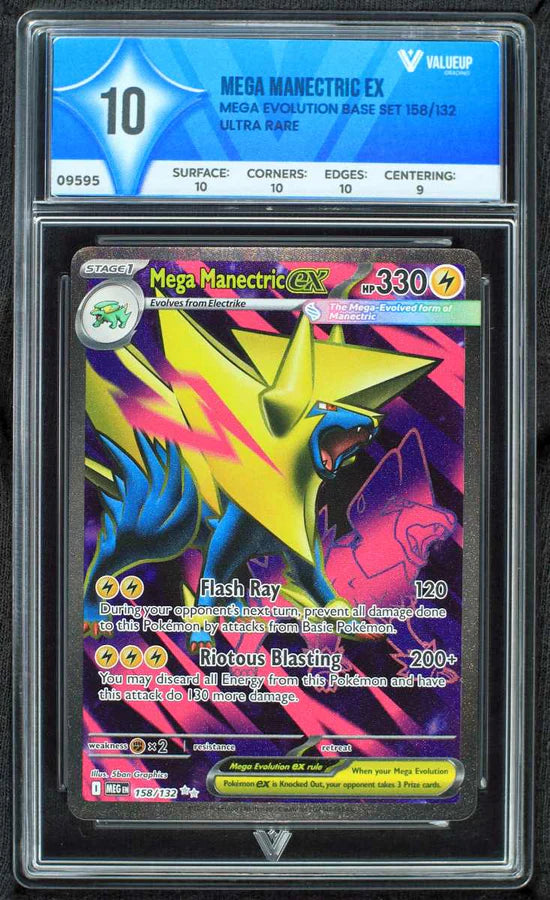 VALUEUP
GRADING
10
MEGA MANECTRIC EX
MEGA EVOLUTION BASE SET 158/132
ULTRA RARE
09595
SURFACE: 10
CORNERS: 10
EDGES: 10
CENTERING: 9
STAGE 1
Mega Manectric ex
HP 330
Evolves from Electrike
The Mega-Evolved form of
Manectric
Flash Ray 120
During your opponent's next turn, prevent all damage done
to this Pokémon by attacks from Basic Pokémon.
Riotous Blasting 200+
You may discard all Energy from this Pokémon and have
this attack do 130 more damage.
weakness ×2 resistance retreat
Mega Evolution ex rule
When your Mega Evolution
Pokémon ex is Knocked Out, your opponent takes 3 Prize cards.
Illus. 5ban Graphics
I MEG EN 158/132